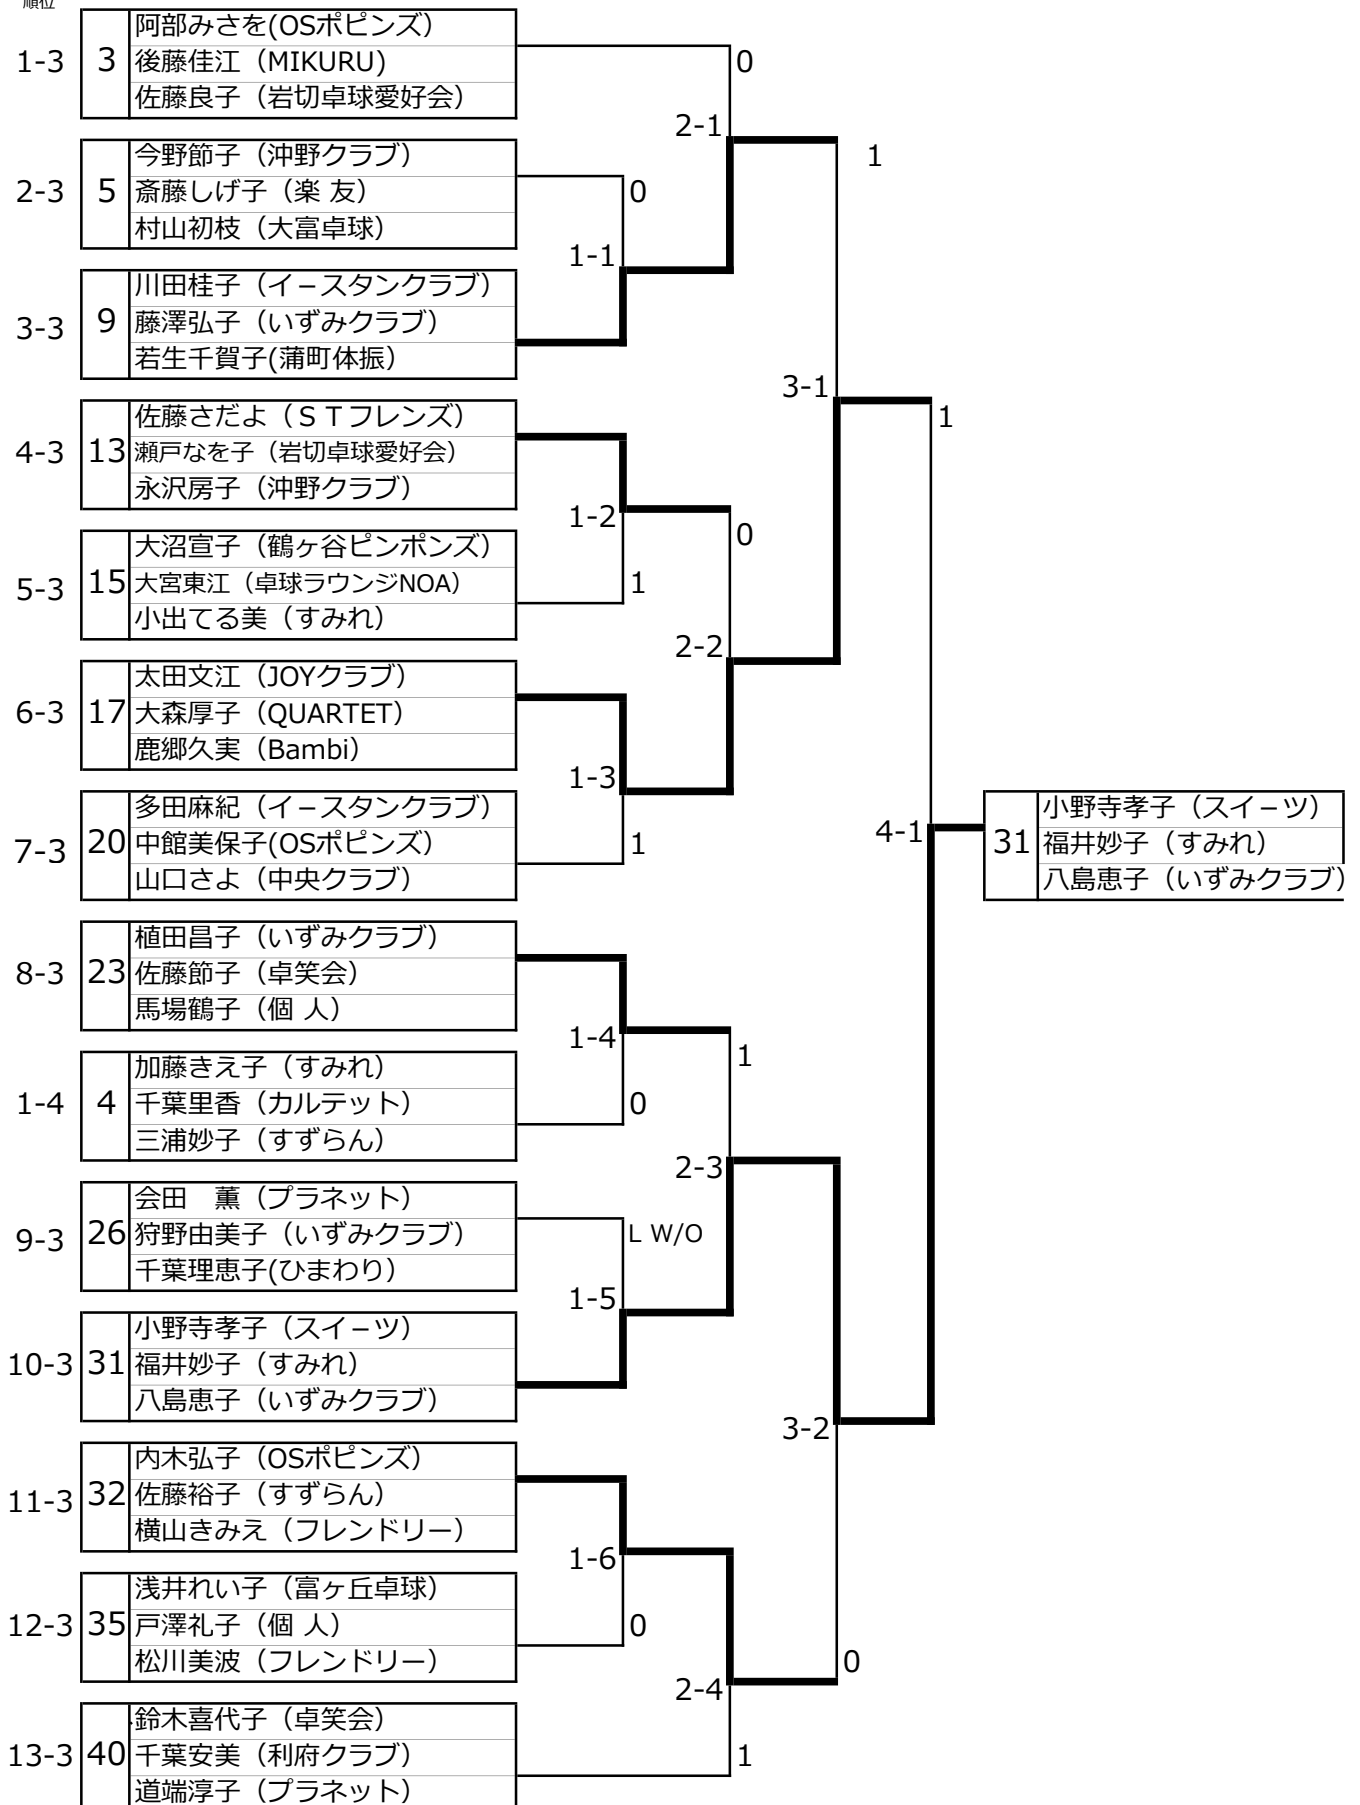 順位
1-3
3
阿部みさを(OSポピンズ）
後藤佳江（MIKURU)
佐藤良子（岩切卓球愛好会）
0
2-1
1
2-3
5
今野節子（沖野クラブ）
斎藤しげ子（楽 友）
村山初枝（大富卓球）
0
1-1
3-3
9
川田桂子（イ－スタンクラブ）
藤澤弘子（いずみクラブ）
若生千賀子(蒲町体振）
3-1
1
4-3
13
佐藤さだよ（ＳＴフレンズ）
瀬戸なを子（岩切卓球愛好会）
永沢房子（沖野クラブ）
1-2
0
5-3
15
大沼宣子（鶴ヶ谷ピンポンズ）
大宮東江（卓球ラウンジNOA）
小出てる美（すみれ）
1
2-2
6-3
17
太田文江（JOYクラブ）
大森厚子（QUARTET）
鹿郷久実（Bambi）
1-3
7-3
20
多田麻紀（イ－スタンクラブ）
中館美保子(OSポピンズ）
山口さよ（中央クラブ）
1
4-1
31
小野寺孝子（スイ－ツ）
福井妙子（すみれ）
八島恵子（いずみクラブ）
8-3
23
植田昌子（いずみクラブ）
佐藤節子（卓笑会）
馬場鶴子（個 人）
1-4
1
1-4
4
加藤きえ子（すみれ）
千葉里香（カルテット）
三浦妙子（すずらん）
0
2-3
9-3
26
会田　薫（プラネット）
狩野由美子（いずみクラブ）
千葉理恵子(ひまわり）
L W/O
1-5
10-3
31
小野寺孝子（スイ－ツ）
福井妙子（すみれ）
八島恵子（いずみクラブ）
3-2
11-3
32
内木弘子（OSポピンズ）
佐藤裕子（すずらん）
横山きみえ（フレンドリー）
1-6
12-3
35
浅井れい子（富ヶ丘卓球）
戸澤礼子（個 人）
松川美波（フレンドリー）
0
2-4
0
13-3
40
鈴木喜代子（卓笑会）
千葉安美（利府クラブ）
道端淳子（プラネット）
1